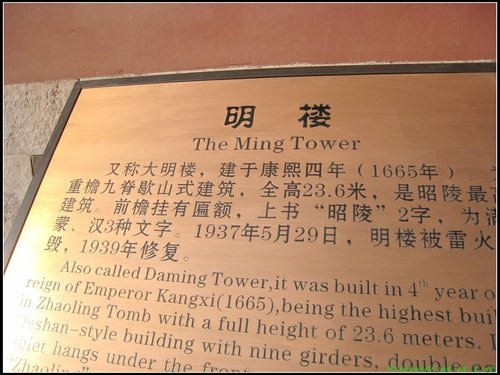 明楼
The Ming Tower
又称大明楼，建于康熙四年（1665年）。
重檐九脊歇山式建筑，全高23.6米，是昭陵最
建筑。前檐挂有匾额，上书“昭陵”2字，为满
蒙、汉3种文字。1937年5月29日，明楼被雷火
毁，1939年修复。
Also called Daming Tower,it was built in 4th year o
reign of Emperor Kangxi(1665),being the highest buil
in Zhaoling Tomb with a full height of 23.6 meters.
eshan-style building with nine girders, double ea
hangs under the front
"Zhaoling"